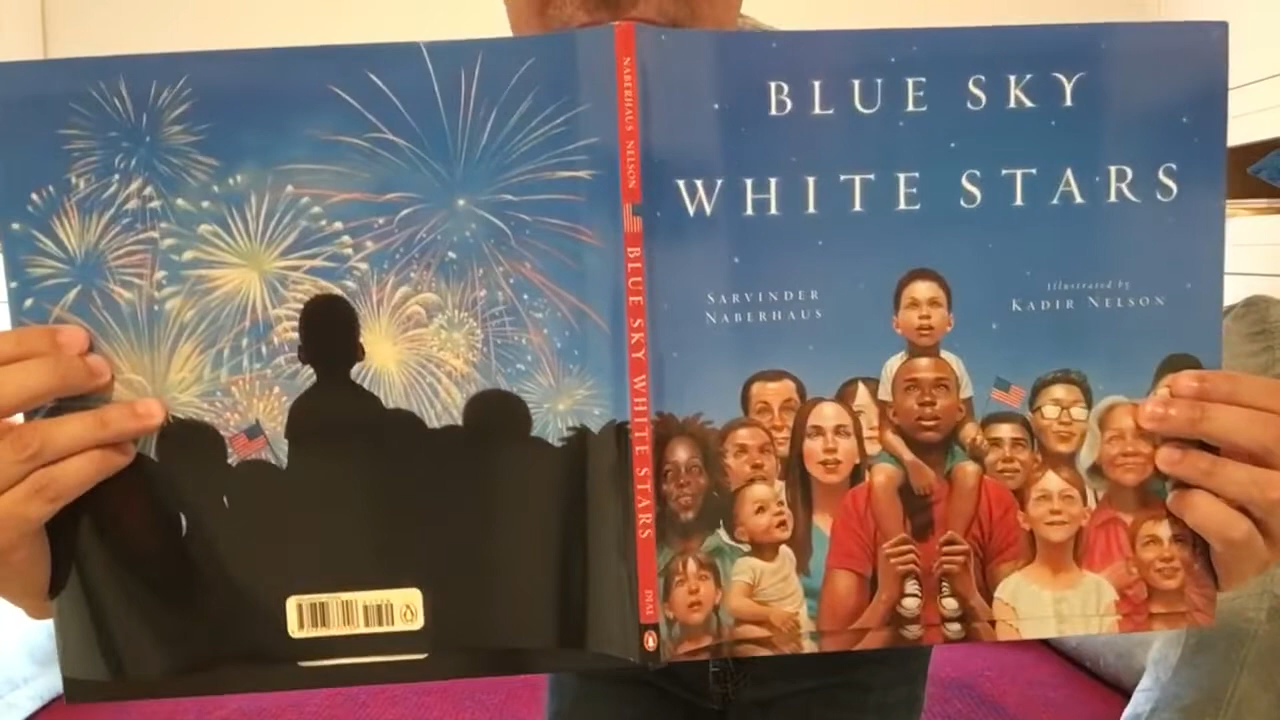 BLUE SKY
WHITE STARS
SARVINDER
NABERHAUS
Illustrated by
KADIR NELSON
NABERHAUS NELSON BLUE SKY WHITE STARS DIAL